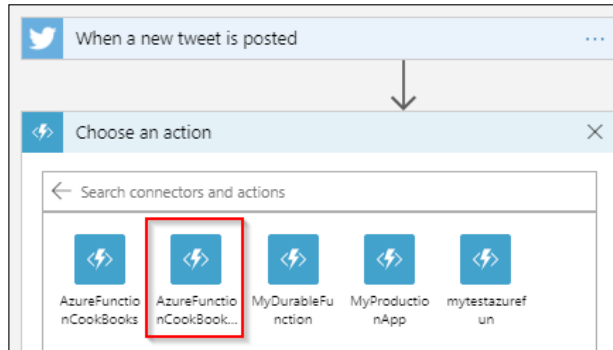 When a new tweet is posted
...
Choose an action
Search connectors and actions
AzureFunctio
nCookBooks
AzureFunctio
nCookBook...
MyDurableFu
nction
MyProductio
nApp
mytestazuref
un